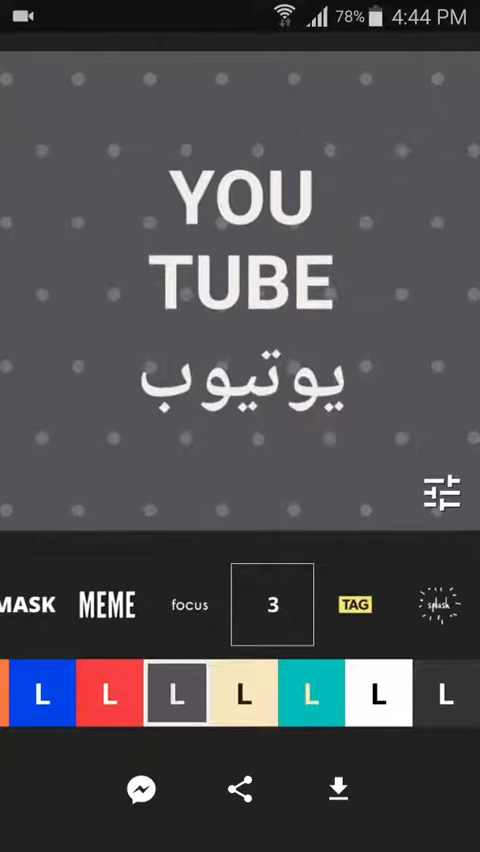 78% 4:44 PM
YOU
TUBE
يوتيوب
MASK MEME focus 3 TAG splash
L L L L L L L